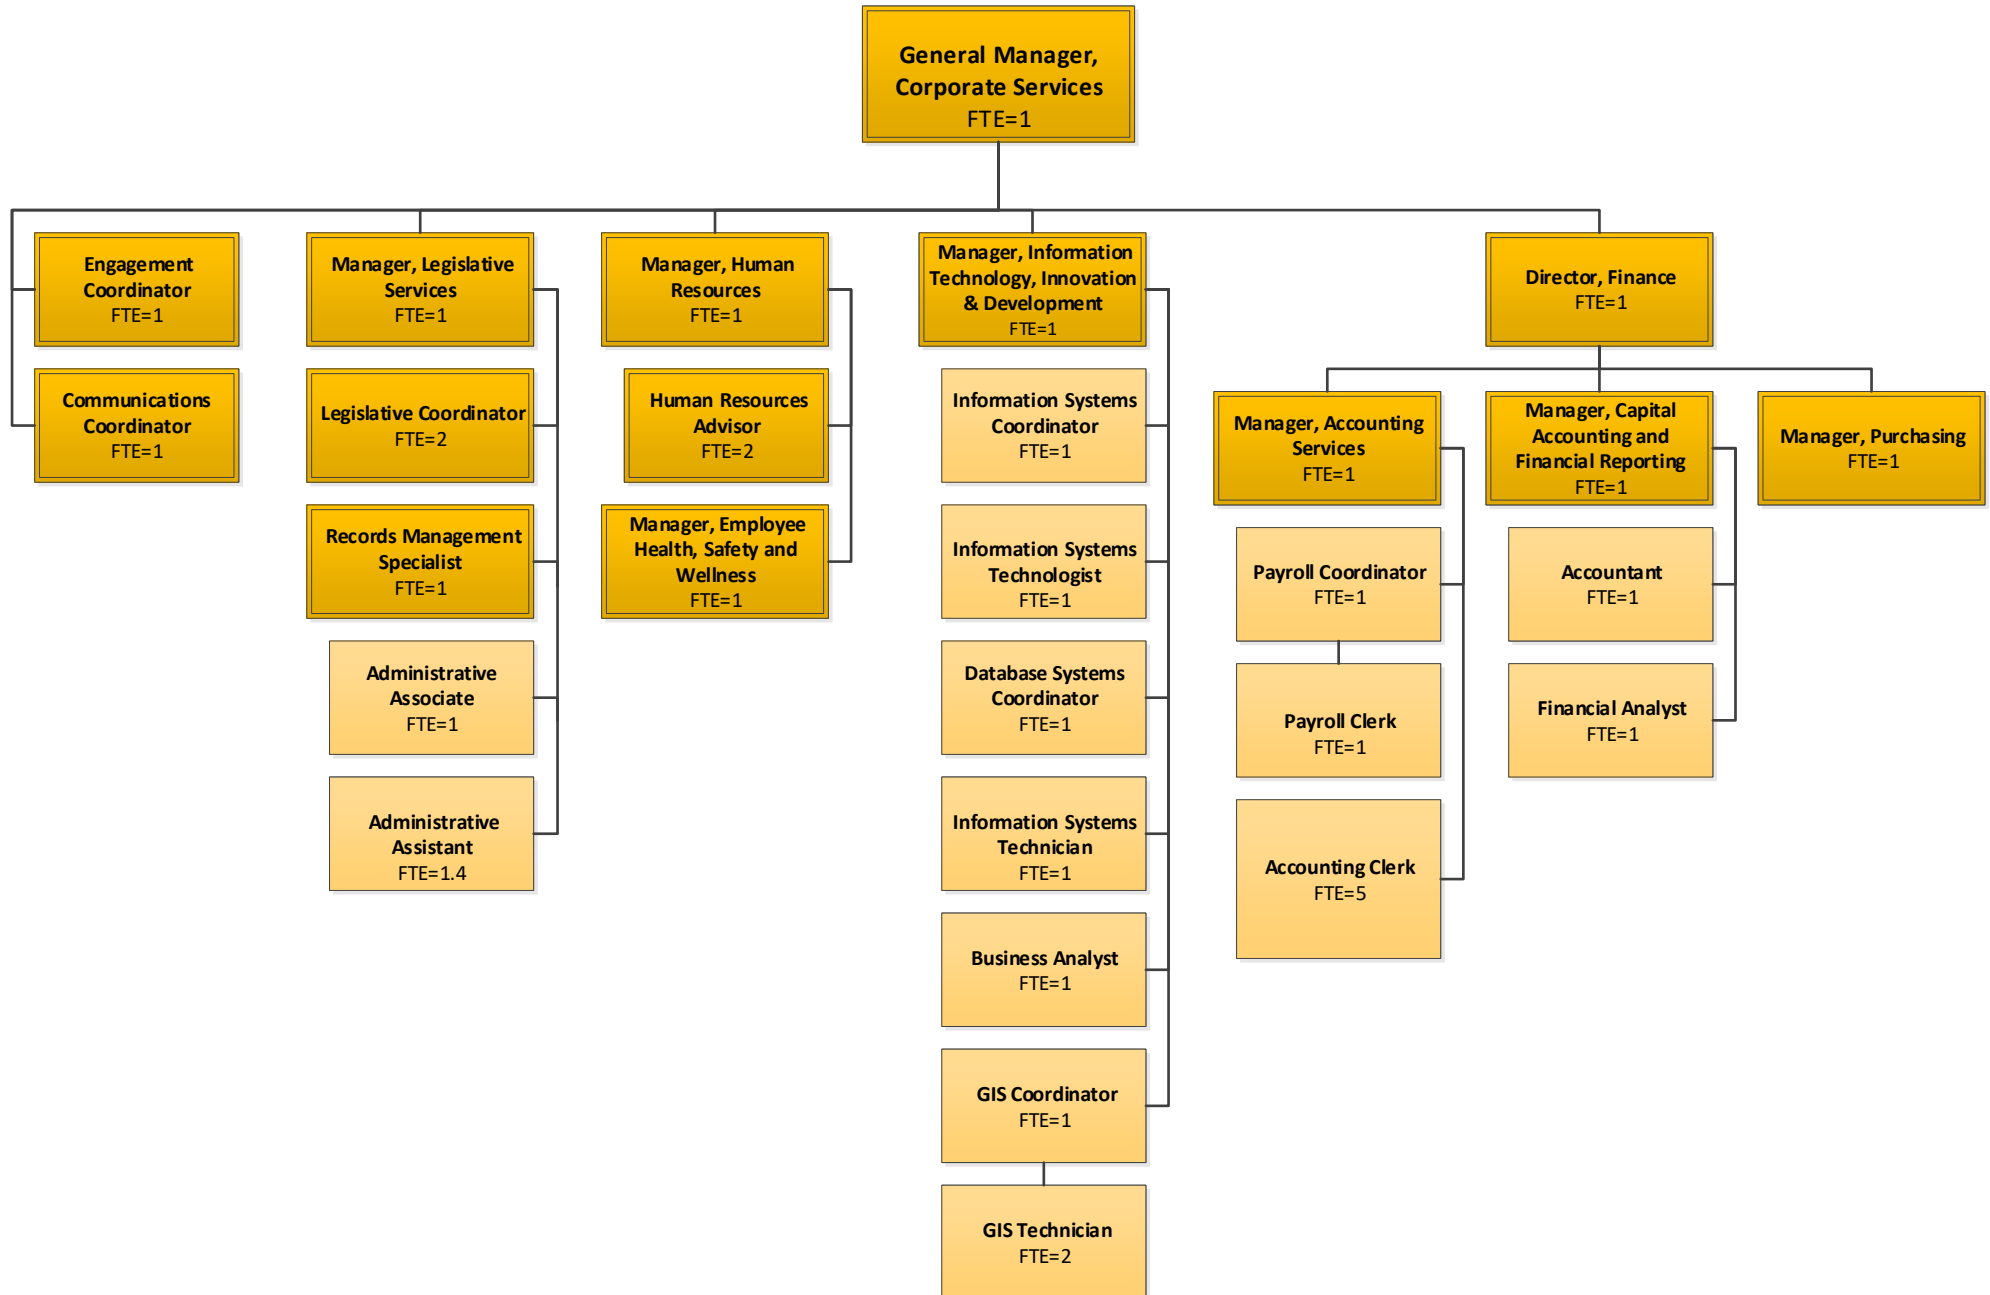 General Manager,
Corporate Services
FTE=1
Engagement
Coordinator
FTE=1
Communications
Coordinator
FTE=1
Manager, Legislative
Services
FTE=1
Legislative Coordinator
FTE=2
Records Management
Specialist
FTE=1
Administrative
Associate
FTE=1
Administrative
Assistant
FTE=1.4
Manager, Human
Resources
FTE=1
Human Resources
Advisor
FTE=2
Manager, Employee
Health, Safety and
Wellness
FTE=1
Manager, Information
Technology, Innovation
& Development
FTE=1
Information Systems
Coordinator
FTE=1
Information Systems
Technologist
FTE=1
Database Systems
Coordinator
FTE=1
Information Systems
Technician
FTE=1
Business Analyst
FTE=1
GIS Coordinator
FTE=1
GIS Technician
FTE=2
Director, Finance
FTE=1
Manager, Accounting
Services
FTE=1
Payroll Coordinator
FTE=1
Payroll Clerk
FTE=1
Accounting Clerk
FTE=5
Manager, Capital
Accounting and
Financial Reporting
FTE=1
Accountant
FTE=1
Financial Analyst
FTE=1
Manager, Purchasing
FTE=1